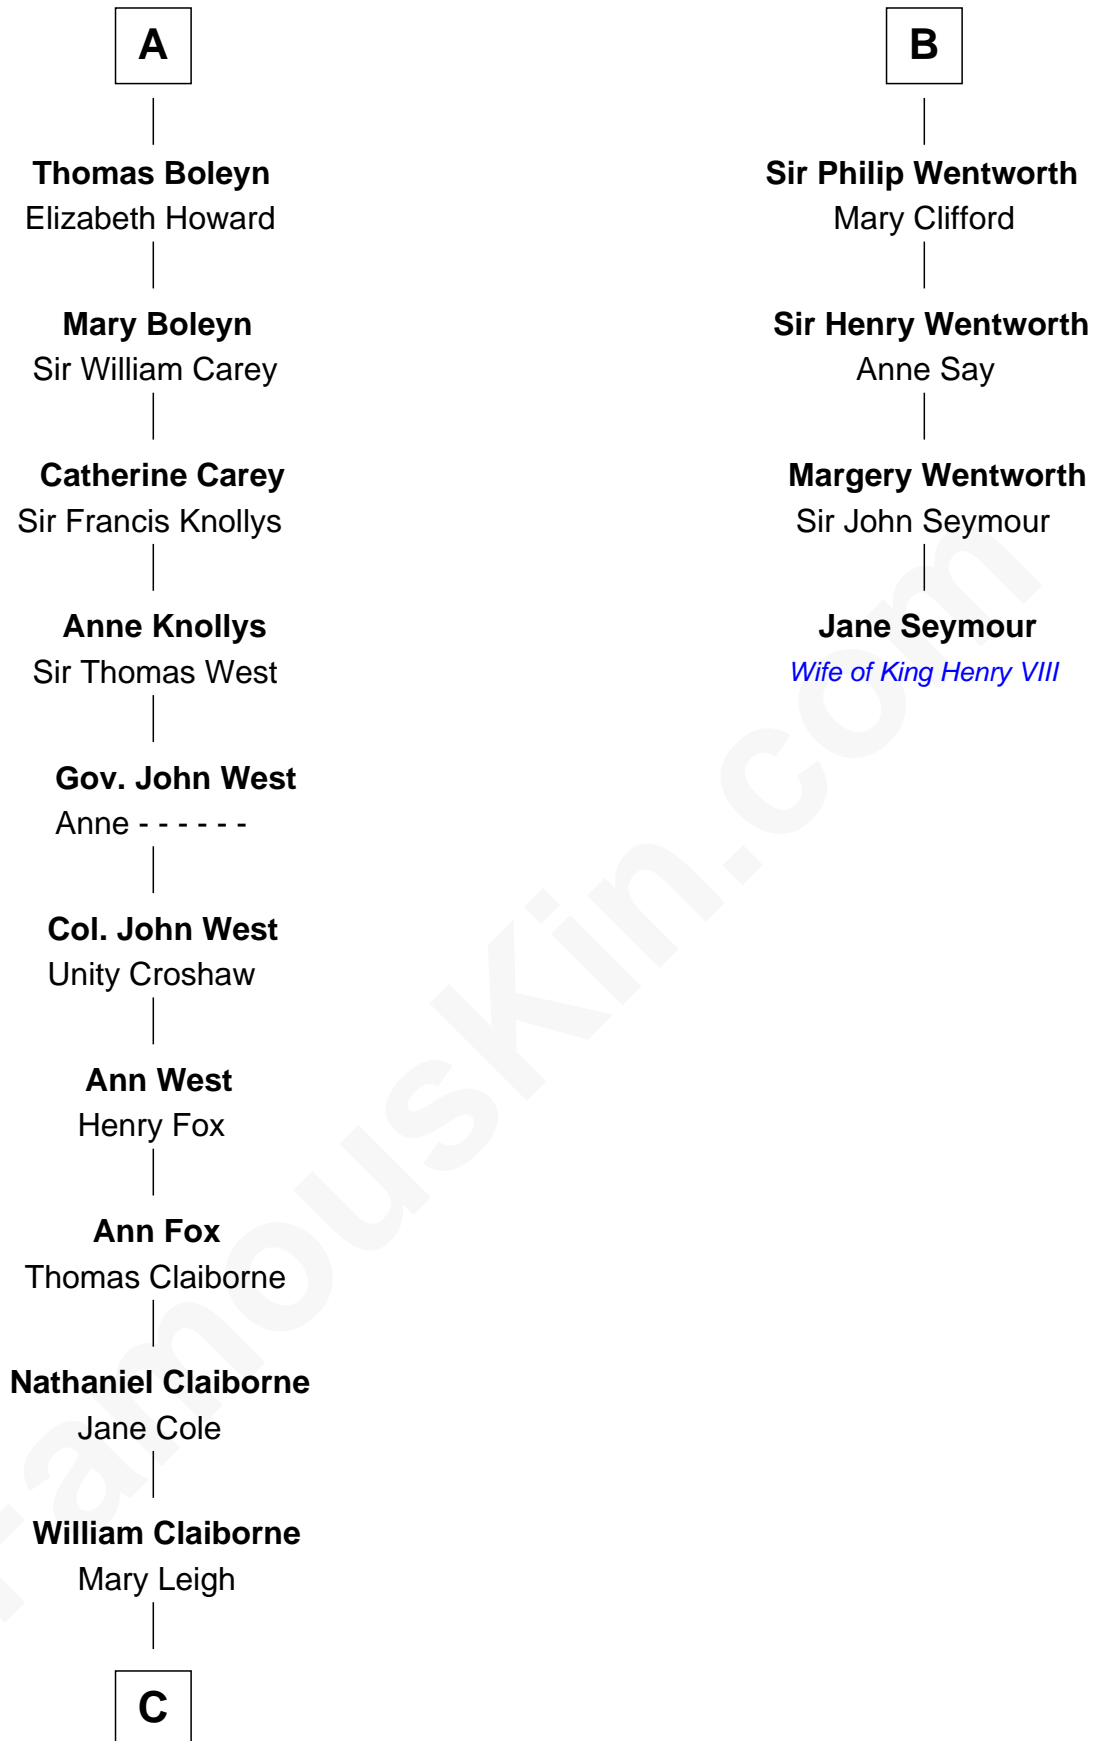 A
Thomas Boleyn
Elizabeth Howard
Mary Boleyn
Sir William Carey
Catherine Carey
Sir Francis Knollys
Anne Knollys
Sir Thomas West
Gov. John West
Anne - - - - - -
Col. John West
Unity Croshaw
Ann West
Henry Fox
Ann Fox
Thomas Claiborne
Nathaniel Claiborne
Jane Cole
William Claiborne
Mary Leigh
C
B
Sir Philip Wentworth
Mary Clifford
Sir Henry Wentworth
Anne Say
Margery Wentworth
Sir John Seymour
Jane Seymour
Wife of King Henry VIII
FamousKin.com